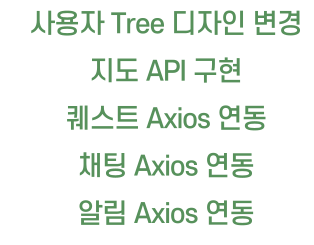 사용자 Tree 디자인 변경
지도 API 구현
퀘스트 Axios 연동
채팅 Axios 연동
알림 Axios 연동